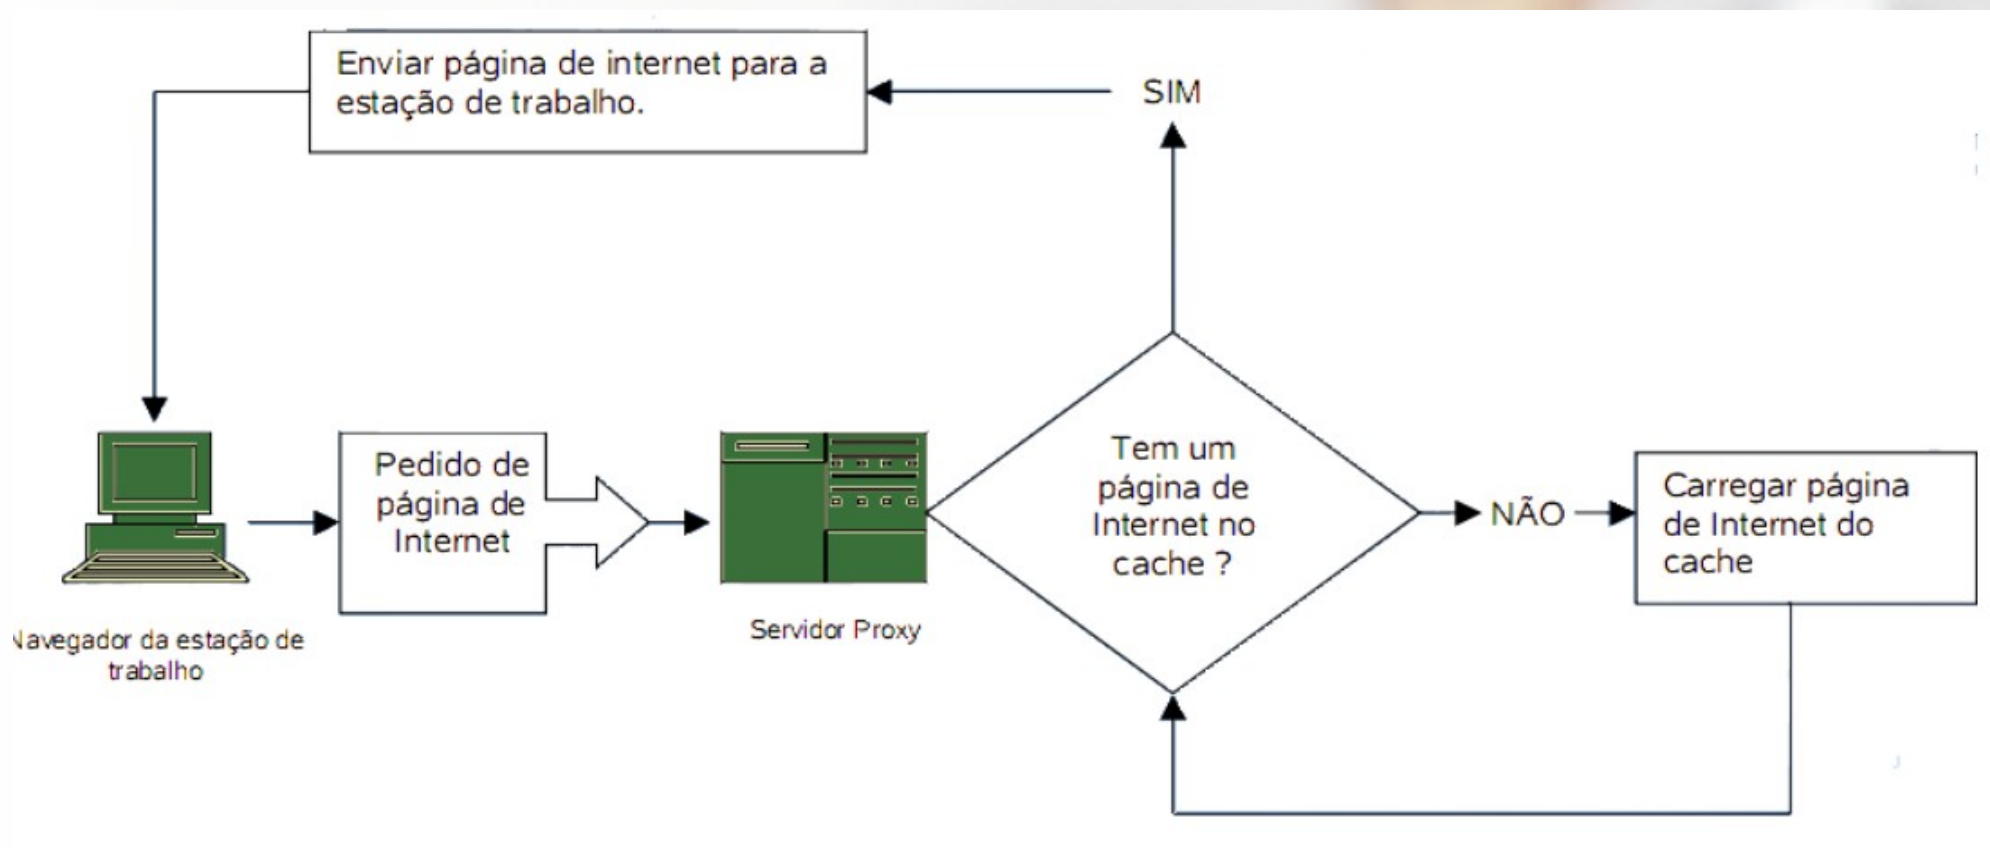 Enviar página de internet para a
estação de trabalho.
SIM
Pedido de
página de
Internet
Tem um
página de
Internet no
cache ?
NÃO
Carregar página
de Internet do
cache
Navegador da estação de
trabalho
Servidor Proxy